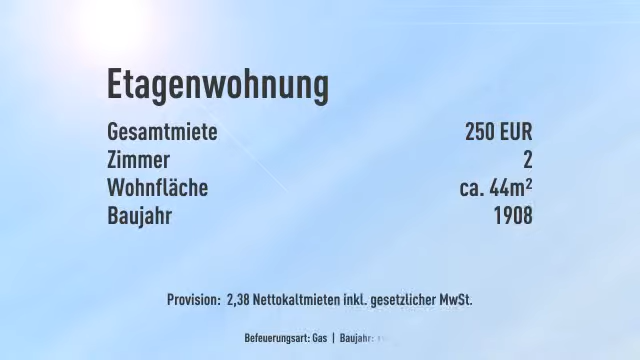 Etagenwohnung
Gesamtmiete 250 EUR
Zimmer 2
Wohnfläche ca. 44m²
Baujahr 1908
Provision: 2,38 Nettokaltmieten inkl. gesetzlicher MwSt.
Befeuerungsart: Gas | Baujahr: